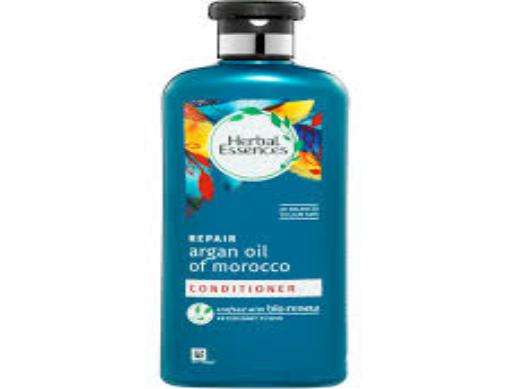 Herbal
Essences
REPAIR
argan oil
of morocco
CONDITIONER
bio:renew